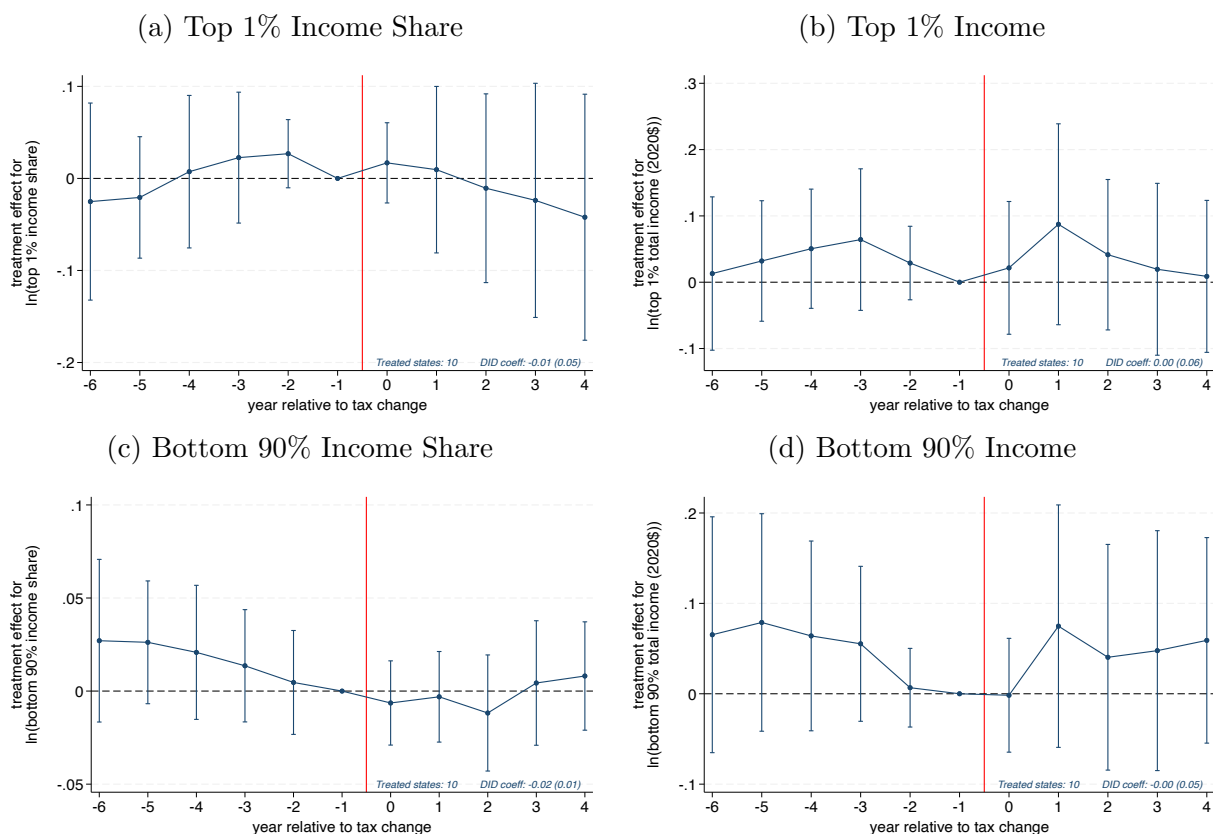 (a) Top 1% Income Share
treatment effect for
ln(top 1% income share)
.1
0
-.1
-.2
Treated states: 10 DID coeff: -0.01 (0.05)
-6 -5 -4 -3 -2 -1 0 1 2 3 4
year relative to tax change
(b) Top 1% Income
treatment effect for
ln(top 1% total income (2020$))
.3
.2
.1
0
-.1
Treated states: 10 DID coeff: 0.00 (0.06)
-6 -5 -4 -3 -2 -1 0 1 2 3 4
year relative to tax change
(c) Bottom 90% Income Share
treatment effect for
ln(bottom 90% income share)
.1
.05
0
-.05
Treated states: 10 DID coeff: -0.02 (0.01)
-6 -5 -4 -3 -2 -1 0 1 2 3 4
year relative to tax change
(d) Bottom 90% Income
treatment effect for
ln(bottom 90% total income (2020$))
.2
.1
0
-.1
Treated states: 10 DID coeff: -0.00 (0.05)
-6 -5 -4 -3 -2 -1 0 1 2 3 4
year relative to tax change